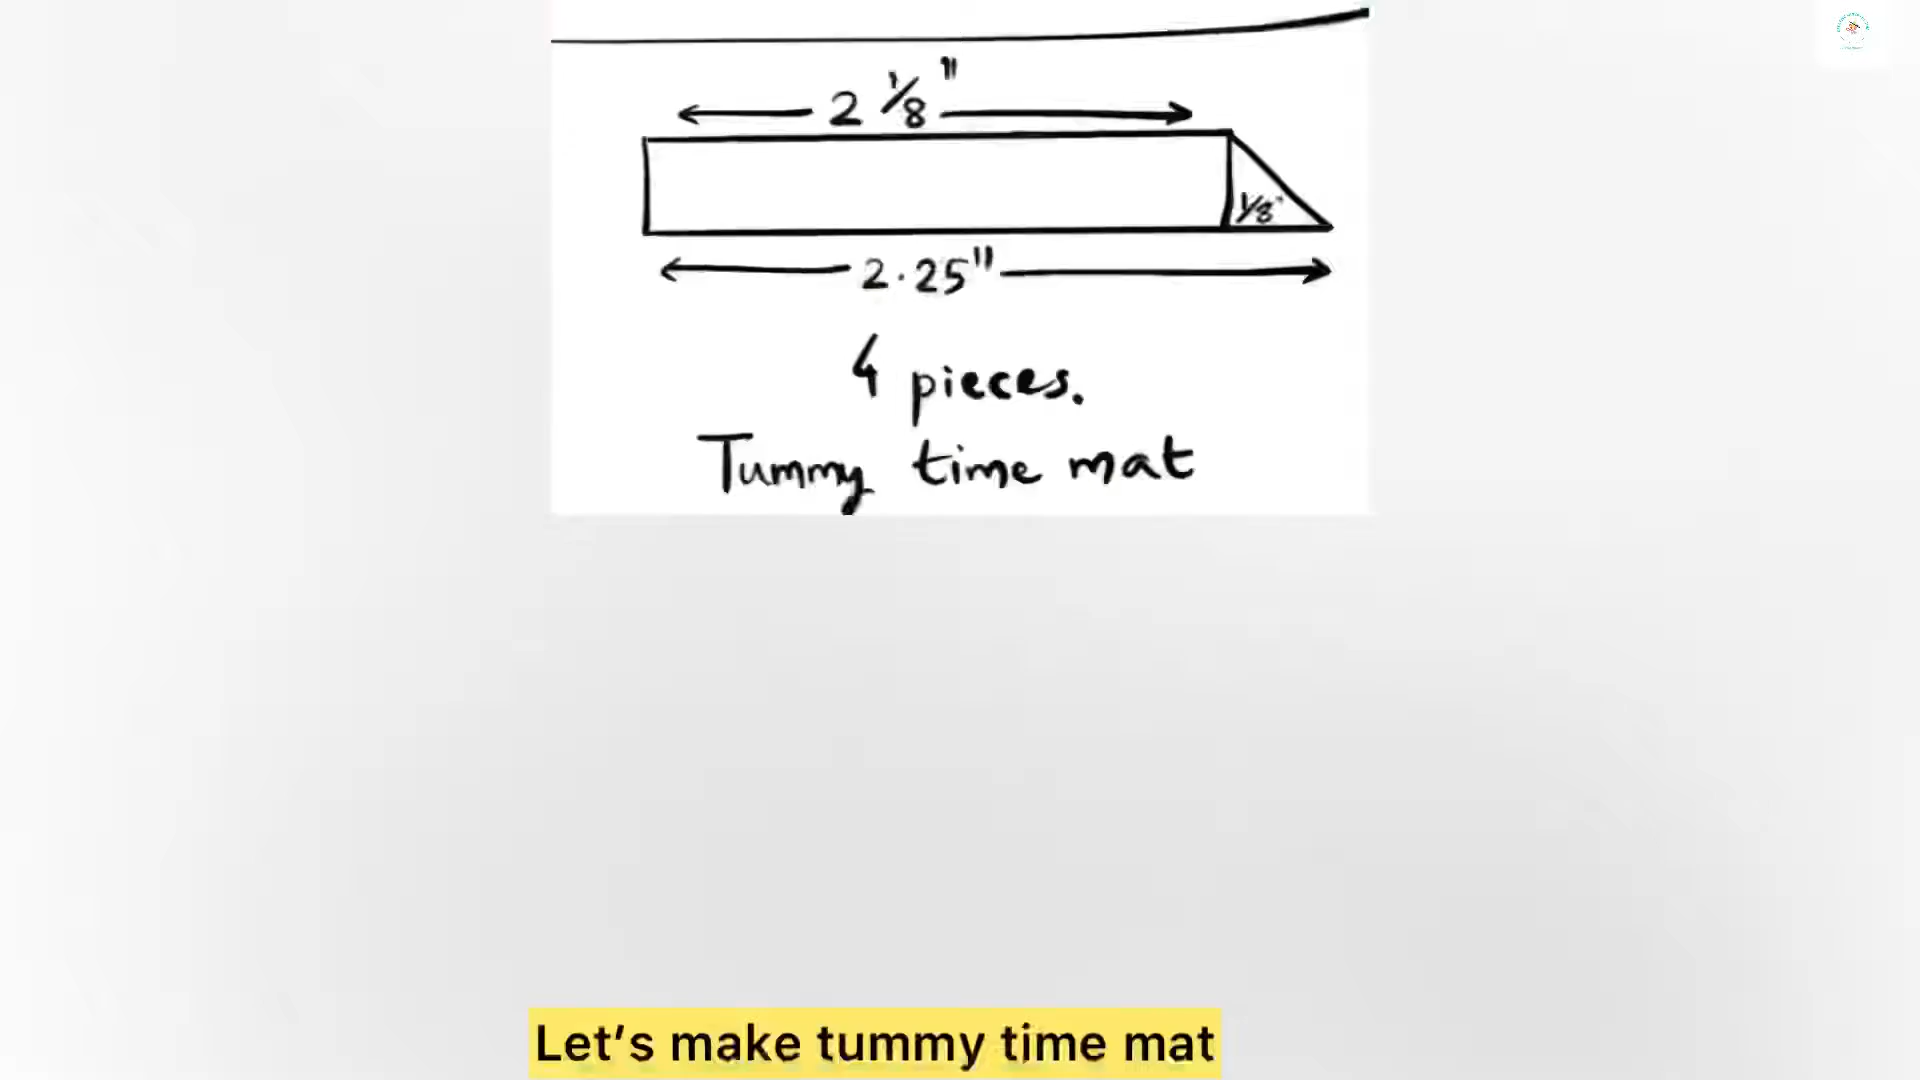 2 1/8"
1/8"
2.25"
4 pieces.
Tummy time mat
Let's make tummy time mat